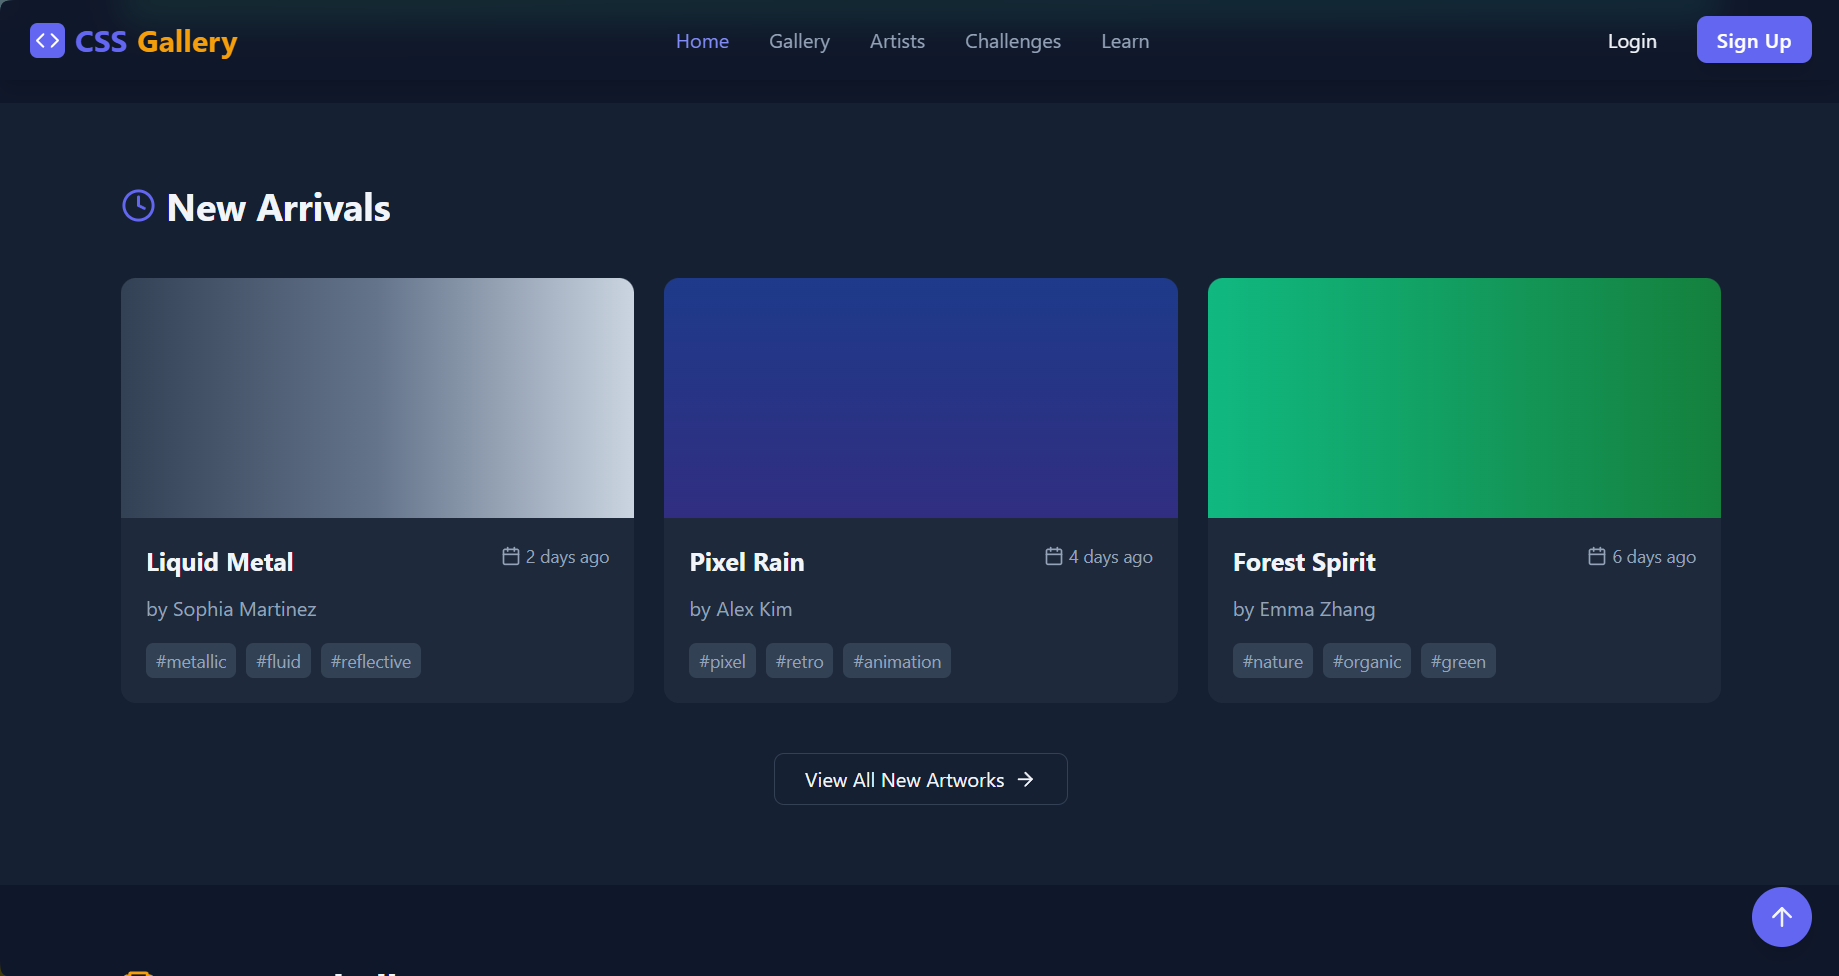 CSS Gallery
Home Gallery Artists Challenges Learn
Login Sign Up
New Arrivals
Liquid Metal
2 days ago
by Sophia Martinez
#metallic #fluid #reflective
Pixel Rain
4 days ago
by Alex Kim
#pixel #retro #animation
Forest Spirit
6 days ago
by Emma Zhang
#nature #organic #green
View All New Artworks